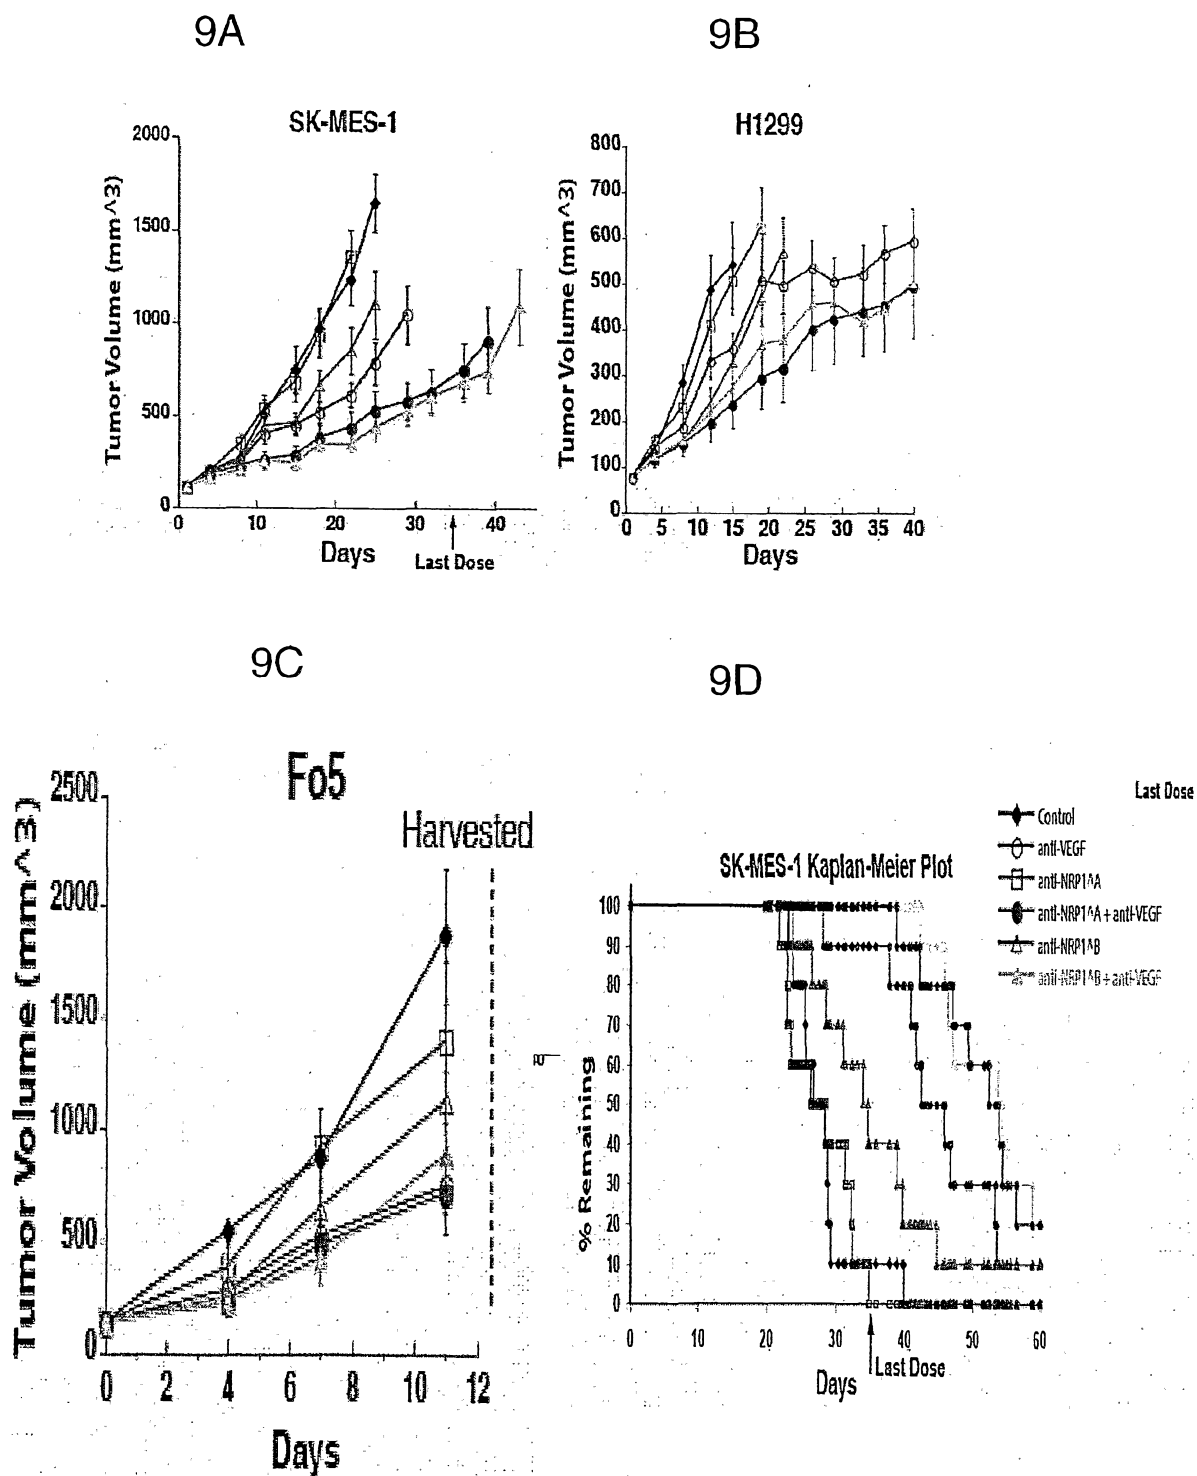 9A
9B
SK-MES-1
2000
1500
1000
500
0
Tumor Volume (mm^3)
0 10 20 30 40
Days
Last Dose
H1299
800
700
600
500
400
300
200
100
0
Tumor Volume (mm^3)
0 5 10 15 20 25 30 35 40
Days
9C
9D
Fo5
Harvested
2500
2000
1500
1000
500
0
Tumor Volume (mm^3)
0 2 4 6 8 10 12
Days
Last Dose
Control
anti-VEGF
anti-NRP1^A
anti-NRP1^A + anti-VEGF
anti-NRP1^B
anti-NRP1^B + anti-VEGF
SK-MES-1 Kaplan-Meier Plot
100
90
80
70
60
50
40
30
20
10
0
% Remaining
0 20 30 40 50 60
Days
Last Dose